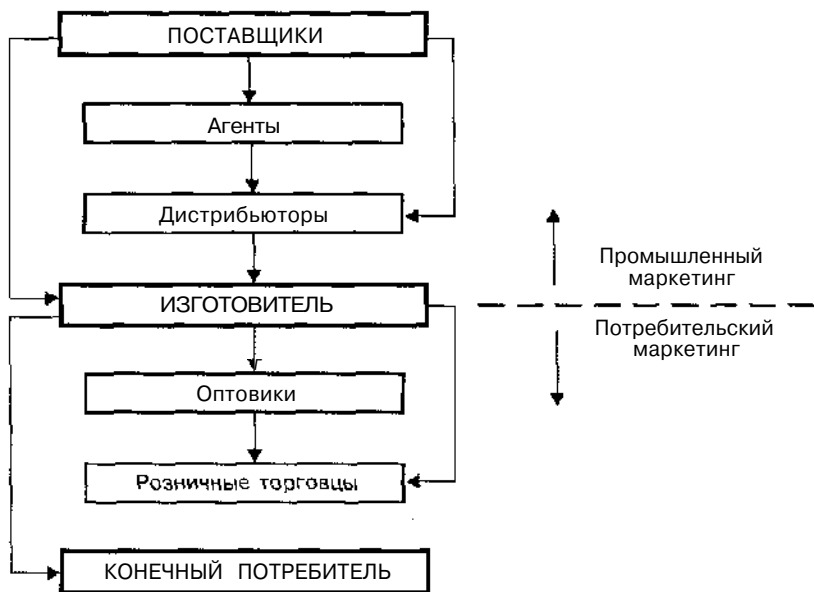 ПОСТАВЩИКИ
Агенты
Дистрибьюторы
ИЗГОТОВИТЕЛЬ
Оптовики
Розничные торговцы
КОНЕЧНЫЙ ПОТРЕБИТЕЛЬ
Промышленный
маркетинг
Потребительский
маркетинг